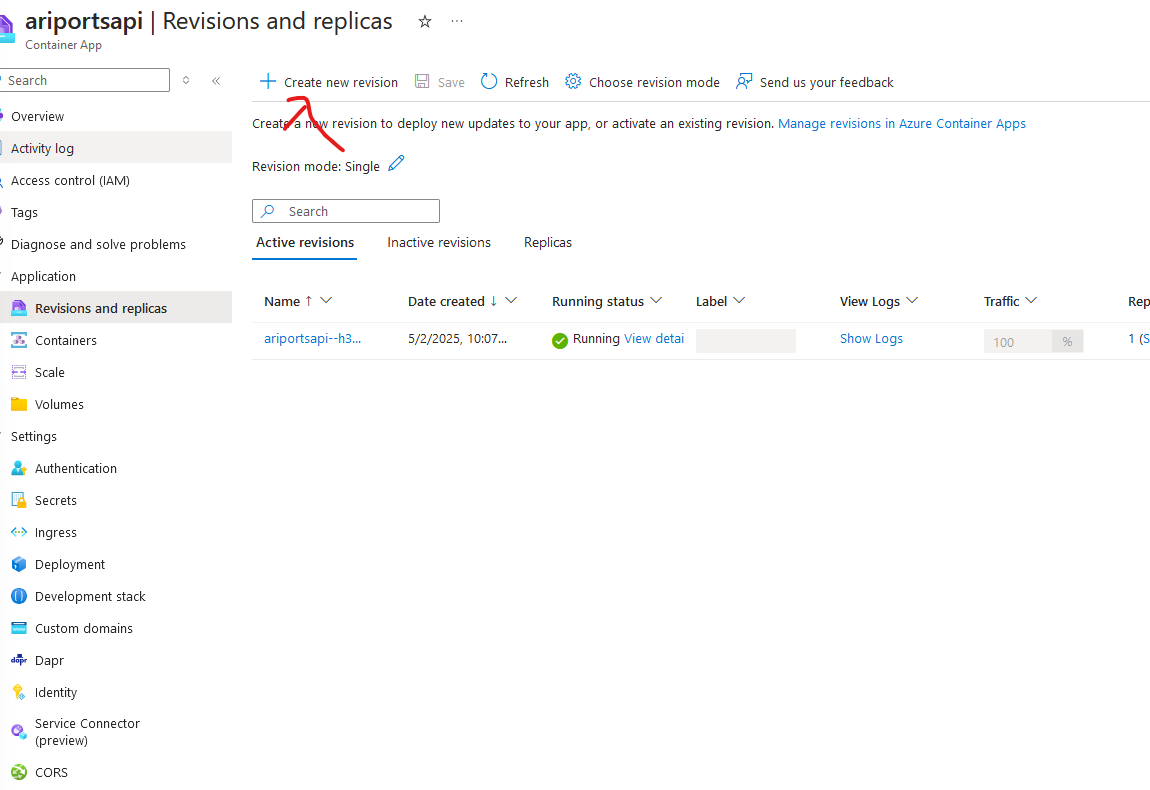 ariportsapi | Revisions and replicas
Container App
Search
Create new revision Save Refresh Choose revision mode Send us your feedback
Create a new revision to deploy new updates to your app, or activate an existing revision. Manage revisions in Azure Container Apps
Revision mode: Single
Search
Active revisions Inactive revisions Replicas
Name Date created Running status Label View Logs Traffic Rep
ariportsapi--h3... 5/2/2025, 10:07... Running View detai Show Logs 100 % 1 (S
Overview
Activity log
Access control (IAM)
Tags
Diagnose and solve problems
Application
Revisions and replicas
Containers
Scale
Volumes
Settings
Authentication
Secrets
Ingress
Deployment
Development stack
Custom domains
dapr Dapr
Identity
Service Connector
(preview)
CORS